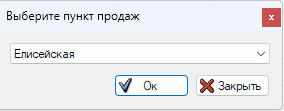 Выберите пункт продаж
Елисейская
Ок
Закрыть